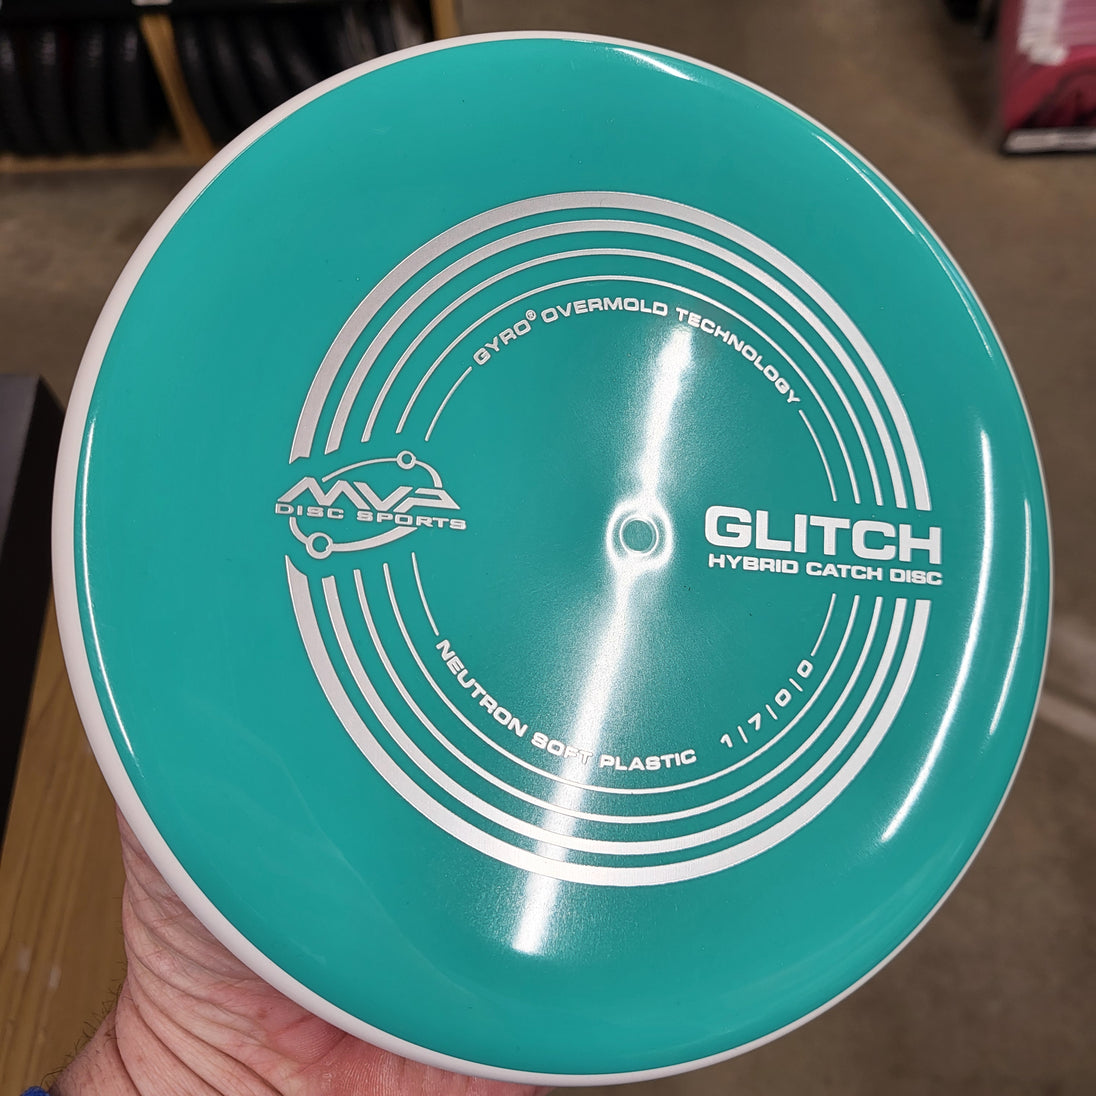 GYRO® OVERMOLD TECHNOLOGY
MVP
DISC SPORTS
GLITCH
HYBRID CATCH DISC
NEUTRON SOFT PLASTIC 1 | 7 | 0 | 0